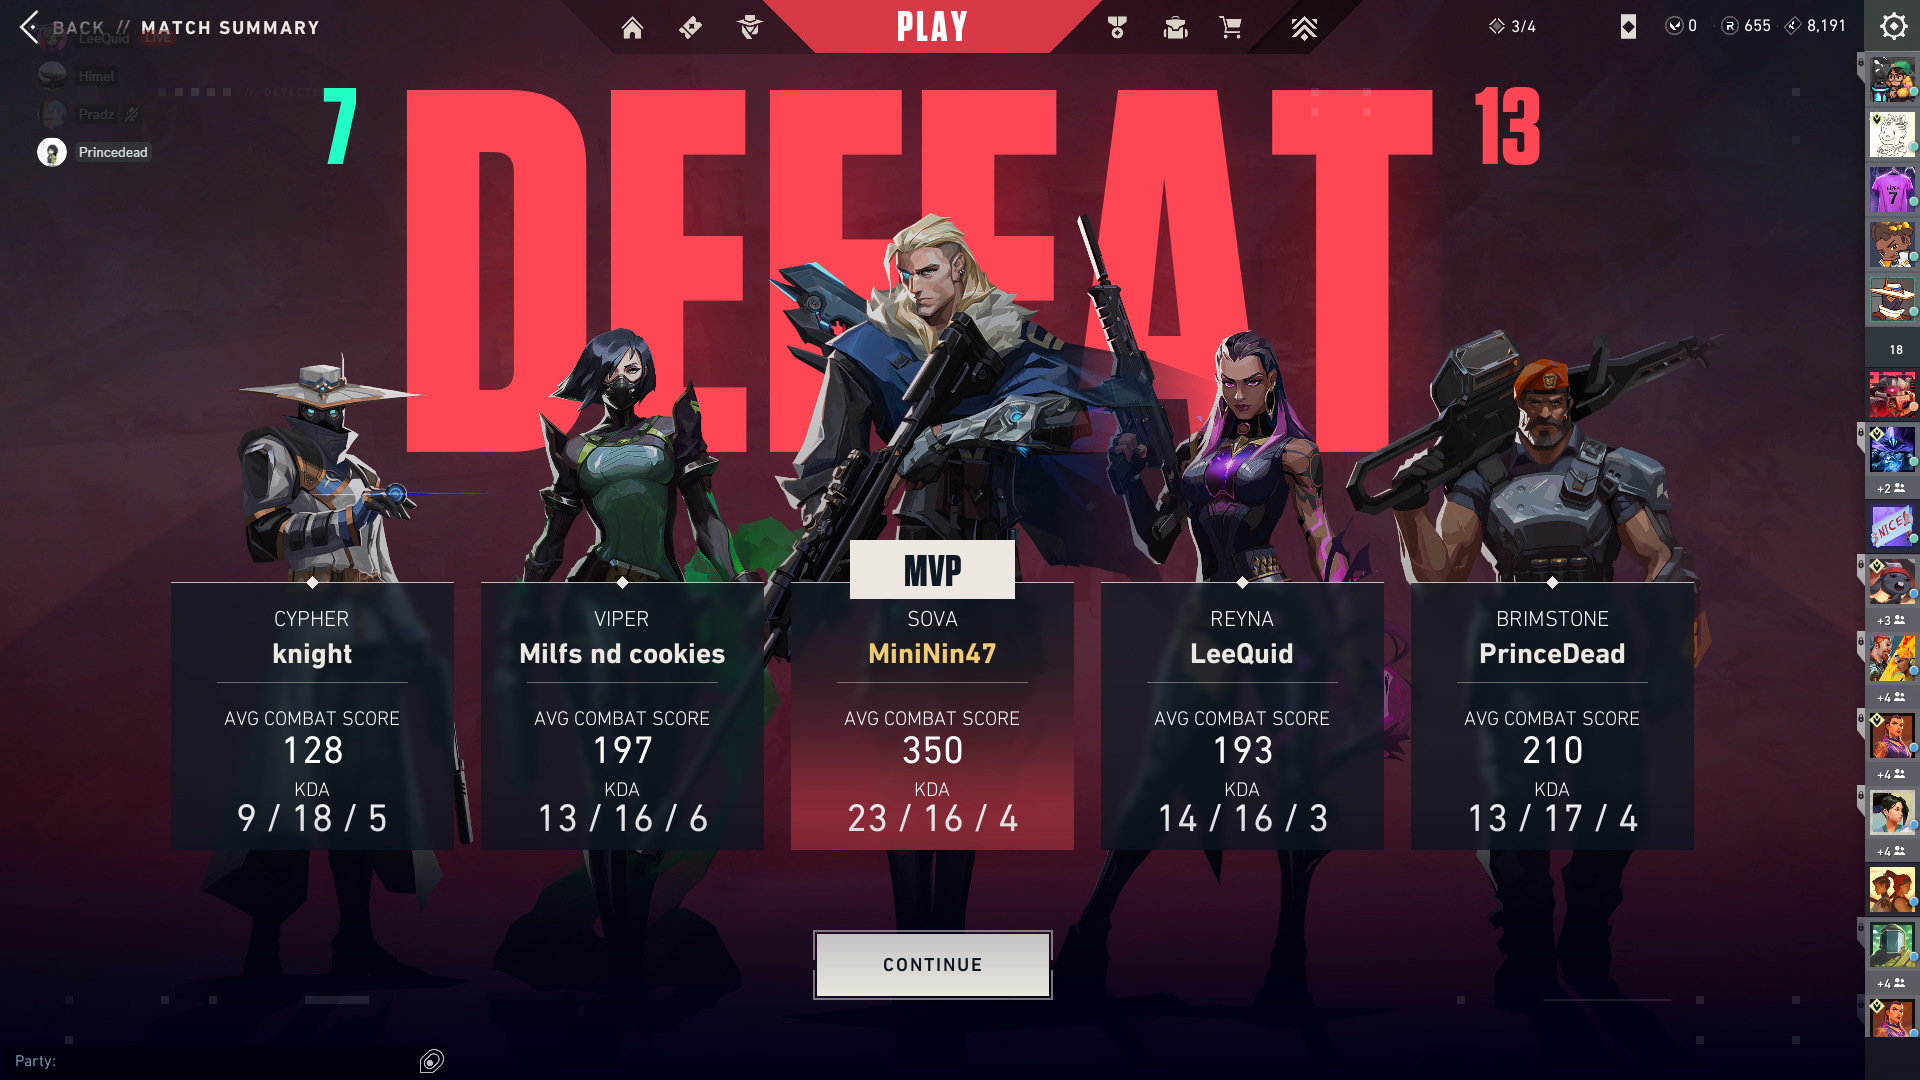 BACK // MATCH SUMMARY
PLAY
3/4
0
655
8,191
LeeQuid LIVE
Himel
Pradz
Princedead
// DETECTE
7
DEFEAT
13
MVP
CYPHER
knight
AVG COMBAT SCORE
128
KDA
9 / 18 / 5
VIPER
Milfs nd cookies
AVG COMBAT SCORE
197
KDA
13 / 16 / 6
SOVA
MiniNin47
AVG COMBAT SCORE
350
KDA
23 / 16 / 4
REYNA
LeeQuid
AVG COMBAT SCORE
193
KDA
14 / 16 / 3
BRIMSTONE
PrinceDead
AVG COMBAT SCORE
210
KDA
13 / 17 / 4
CONTINUE
Party:
7
18
+2
NICE!
+3
+4
+4
+4
+4